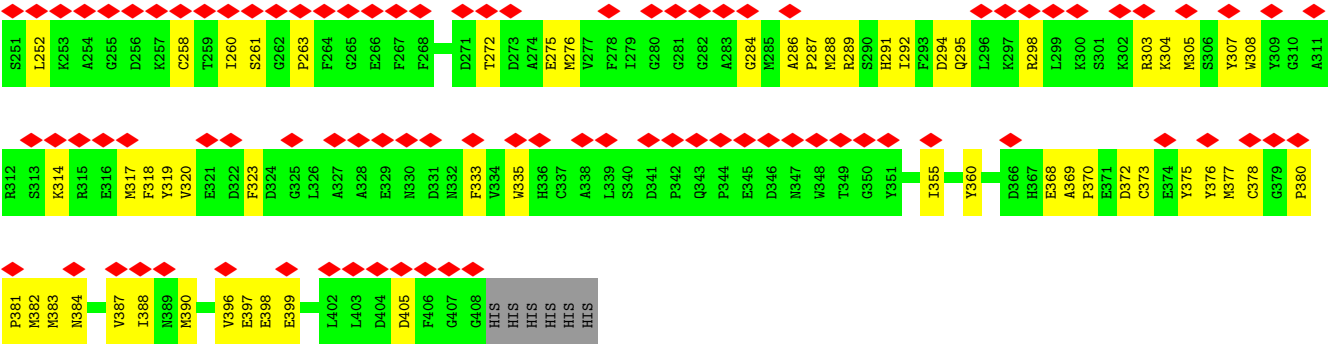 S251 L252 K253 A254 G255 D256 K257 C258 T259 I260 S261 G262 P263 F264 G265 E266 F267 F268 D271 T272 D273 A274 E275 M276 V277 F278 I279 G280 G281 G282 A283 G284 M285 A286 P287 M288 R289 S290 H291 I292 F293 D294 Q295 L296 K297 R298 L299 K300 S301 K302 R303 K304 M305 S306 Y307 W308 Y309 G310 A311
R312 S313 K314 R315 E316 M317 F318 Y319 V320 E321 D322 F323 D324 G325 L326 A327 A328 E329 N330 D331 N332 F333 V334 W335 H336 C337 A338 L339 S340 D341 P342 Q343 P344 E345 D346 N347 W348 T349 G350 Y351 I355 Y360 D366 H367 E368 A369 P370 E371 D372 C373 E374 Y375 Y376 M377 C378 G379 P380
P381 M382 M383 N384 V387 I388 N389 M390 V396 E397 E398 E399 L402 L403 D404 D405 F406 G407 G408 HIS HIS HIS HIS HIS HIS